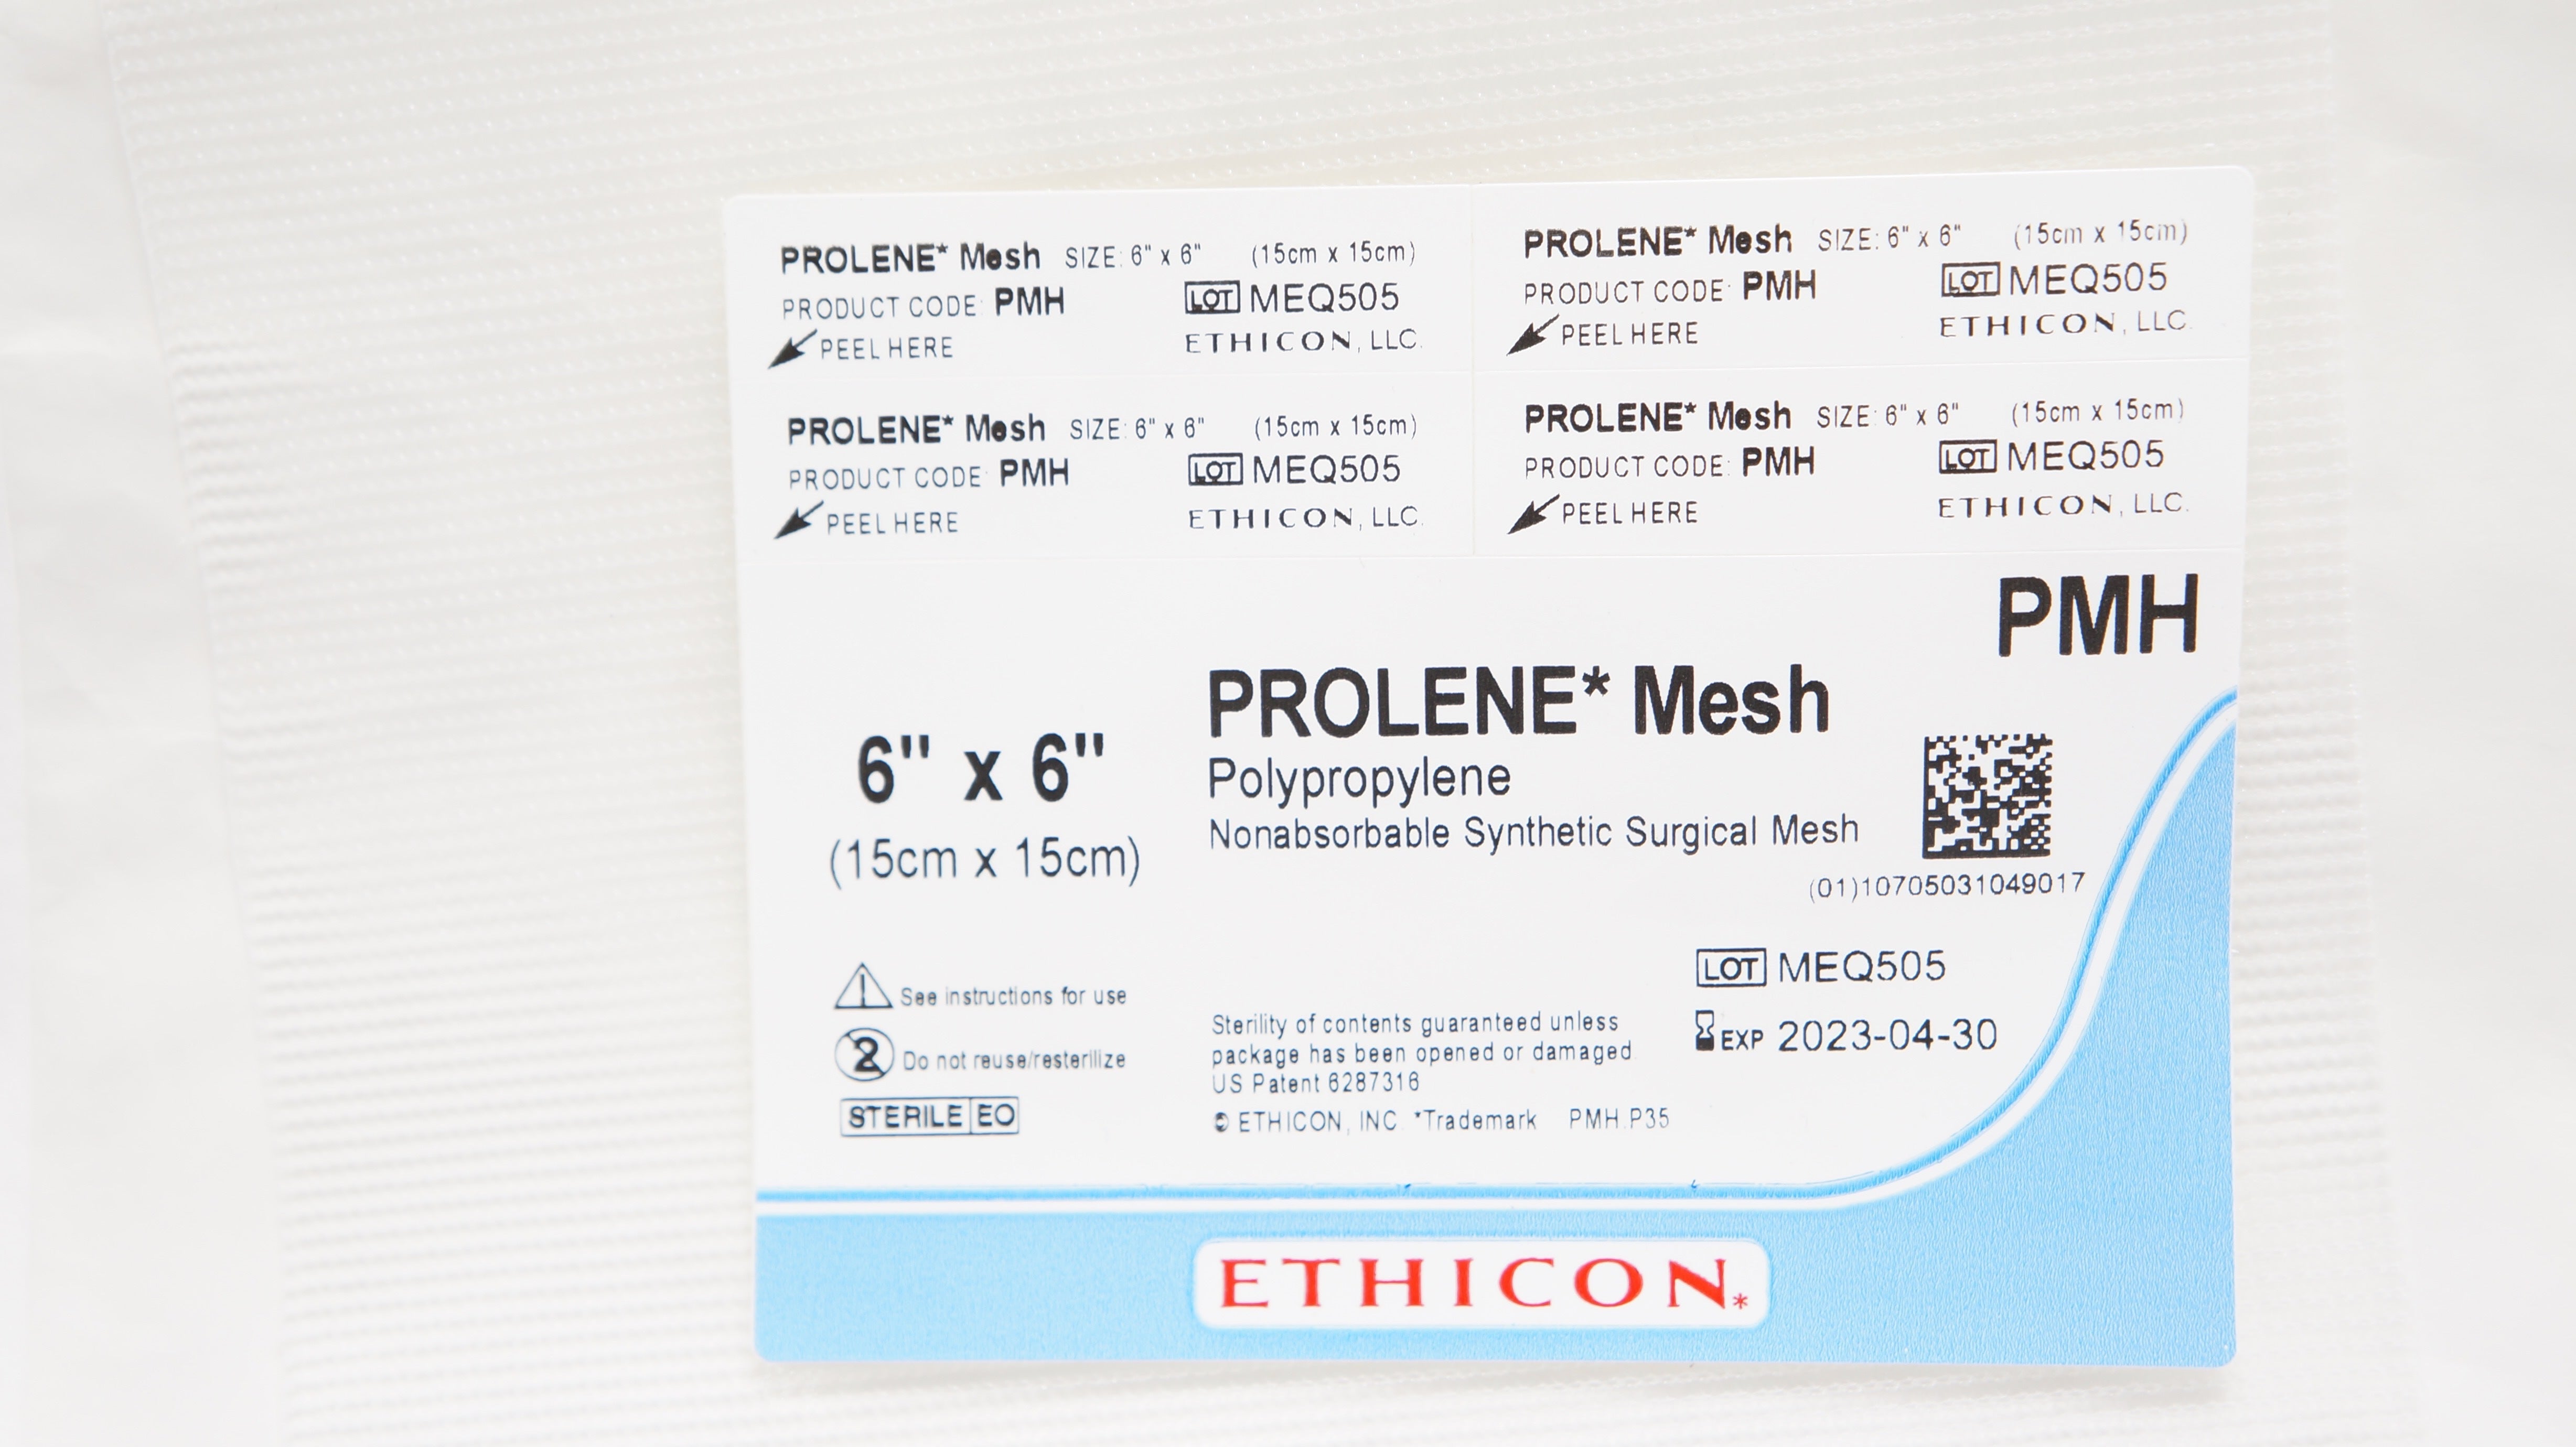 PROLENE* Mesh SIZE: 6" x 6" (15cm x 15cm)
PRODUCT CODE: PMH LOT MEQ505
PEEL HERE ETHICON, LLC.
PROLENE* Mesh SIZE: 6" x 6" (15cm x 15cm)
PRODUCT CODE: PMH LOT MEQ505
PEEL HERE ETHICON, LLC.
PROLENE* Mesh SIZE: 6" x 6" (15cm x 15cm)
PRODUCT CODE: PMH LOT MEQ505
PEEL HERE ETHICON, LLC.
PROLENE* Mesh SIZE: 6" x 6" (15cm x 15cm)
PRODUCT CODE: PMH LOT MEQ505
PEEL HERE ETHICON, LLC.
PMH
6" x 6"
(15cm x 15cm)
PROLENE* Mesh
Polypropylene
Nonabsorbable Synthetic Surgical Mesh
(01)10705031049017
LOT MEQ505
EXP 2023-04-30
See instructions for use
2 Do not reuse/resterilize
STERILE EO
Sterility of contents guaranteed unless
package has been opened or damaged
US Patent 6287316
© ETHICON, INC. *Trademark PMH.P35
ETHICON*